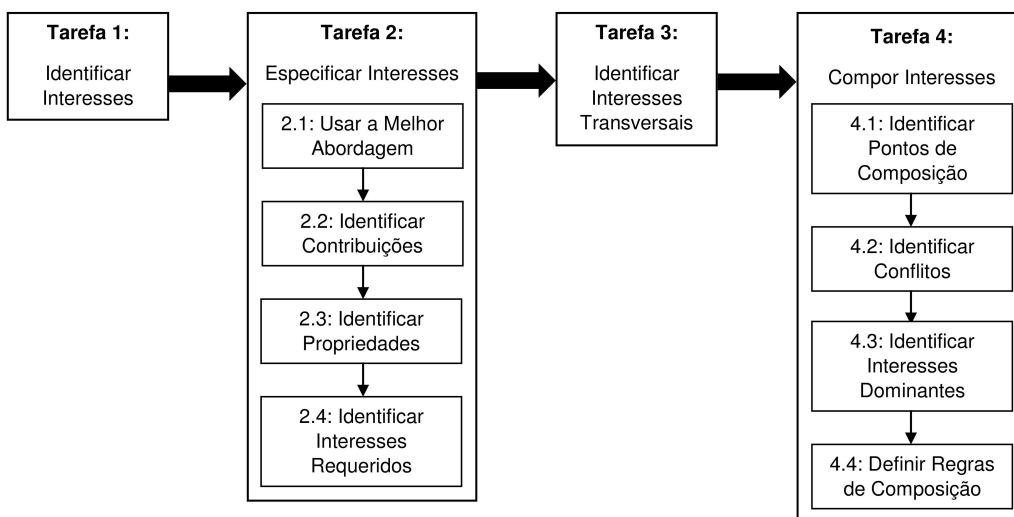 Tarefa 1:
Identificar
Interesses
Tarefa 2:
Especificar Interesses
2.1: Usar a Melhor
Abordagem
2.2: Identificar
Contribuições
2.3: Identificar
Propriedades
2.4: Identificar
Interesses
Requeridos
Tarefa 3:
Identificar
Interesses
Transversais
Tarefa 4:
Compor Interesses
4.1: Identificar
Pontos de
Composição
4.2: Identificar
Conflitos
4.3: Identificar
Interesses
Dominantes
4.4: Definir Regras
de Composição